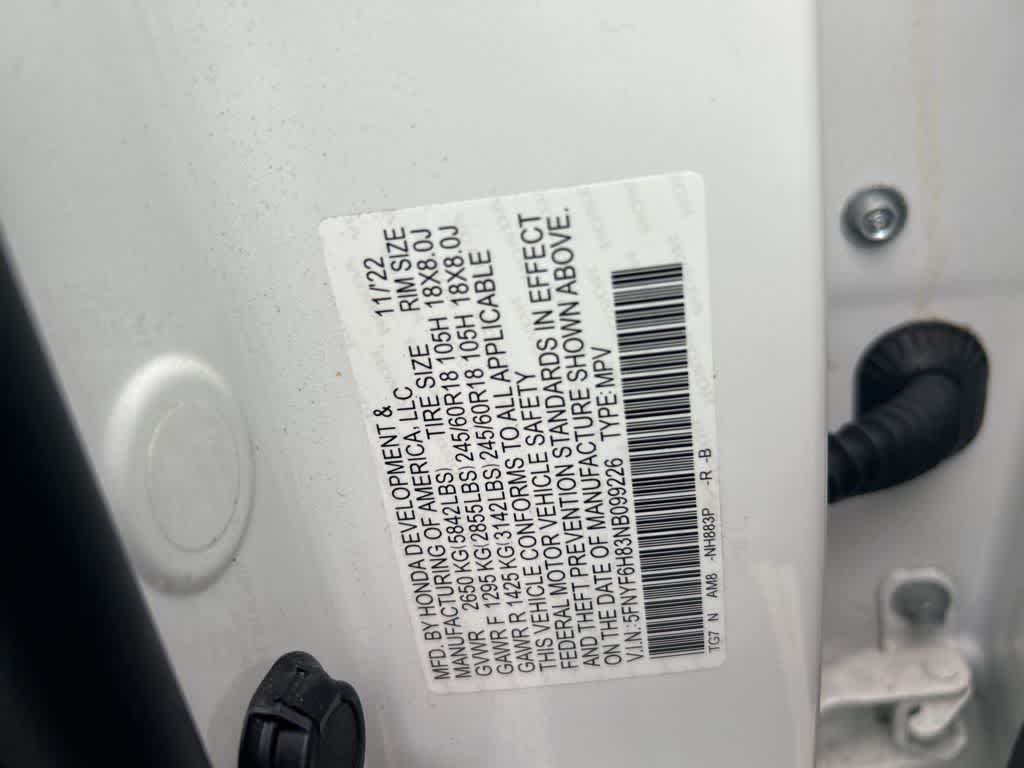 MFD. BY HONDA DEVELOPMENT &
MANUFACTURING OF AMERICA, LLC 11/'22
GVWR 2650 KG(5842LBS) TIRE SIZE RIM SIZE
GAWR F 1295 KG(2855LBS) 245/60R18 105H 18X8.0J
GAWR R 1425 KG(3142LBS) 245/60R18 105H 18X8.0J
THIS VEHICLE CONFORMS TO ALL APPLICABLE
FEDERAL MOTOR VEHICLE SAFETY
AND THEFT PREVENTION STANDARDS IN EFFECT
ON THE DATE OF MANUFACTURE SHOWN ABOVE.
V.I.N.:5FNYF6H83NB099226 TYPE:MPV
TG7 N AM8 -NH883P -R -B